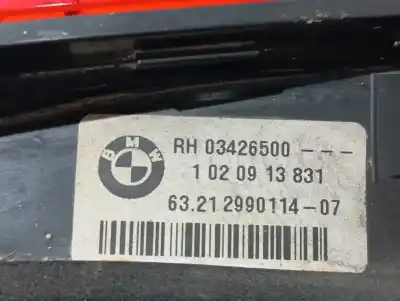 BMW
RH 03426500 - - -
1 02 09 13 831
63.21 2990114-07